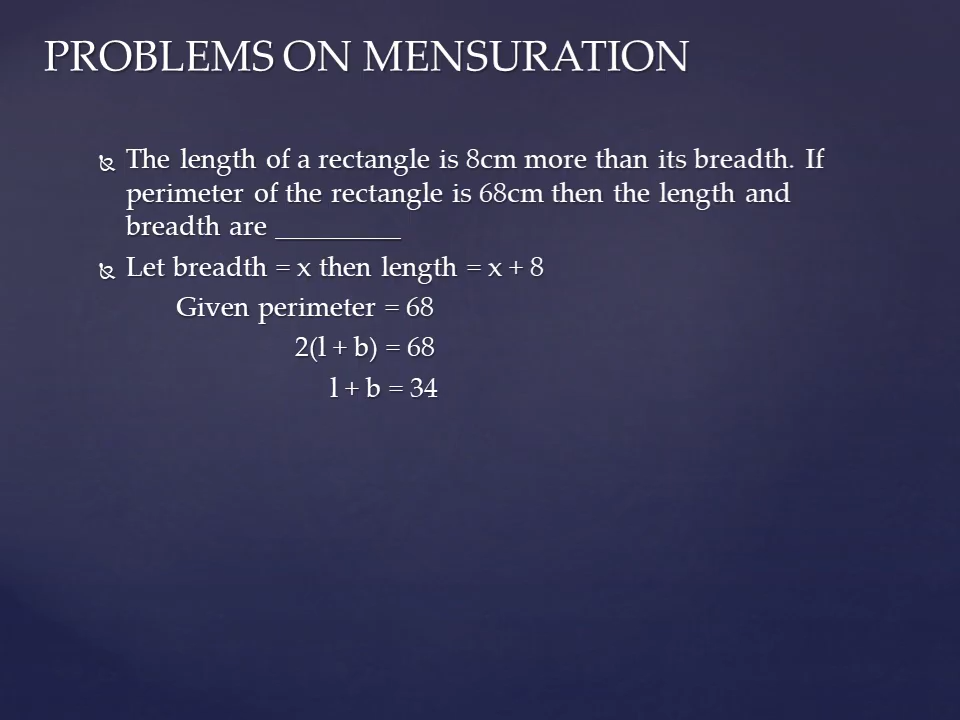 PROBLEMS ON MENSURATION
The length of a rectangle is 8cm more than its breadth. If
perimeter of the rectangle is 68cm then the length and
breadth are _________
Let breadth = x then length = x + 8
Given perimeter = 68
2(l + b) = 68
l + b = 34